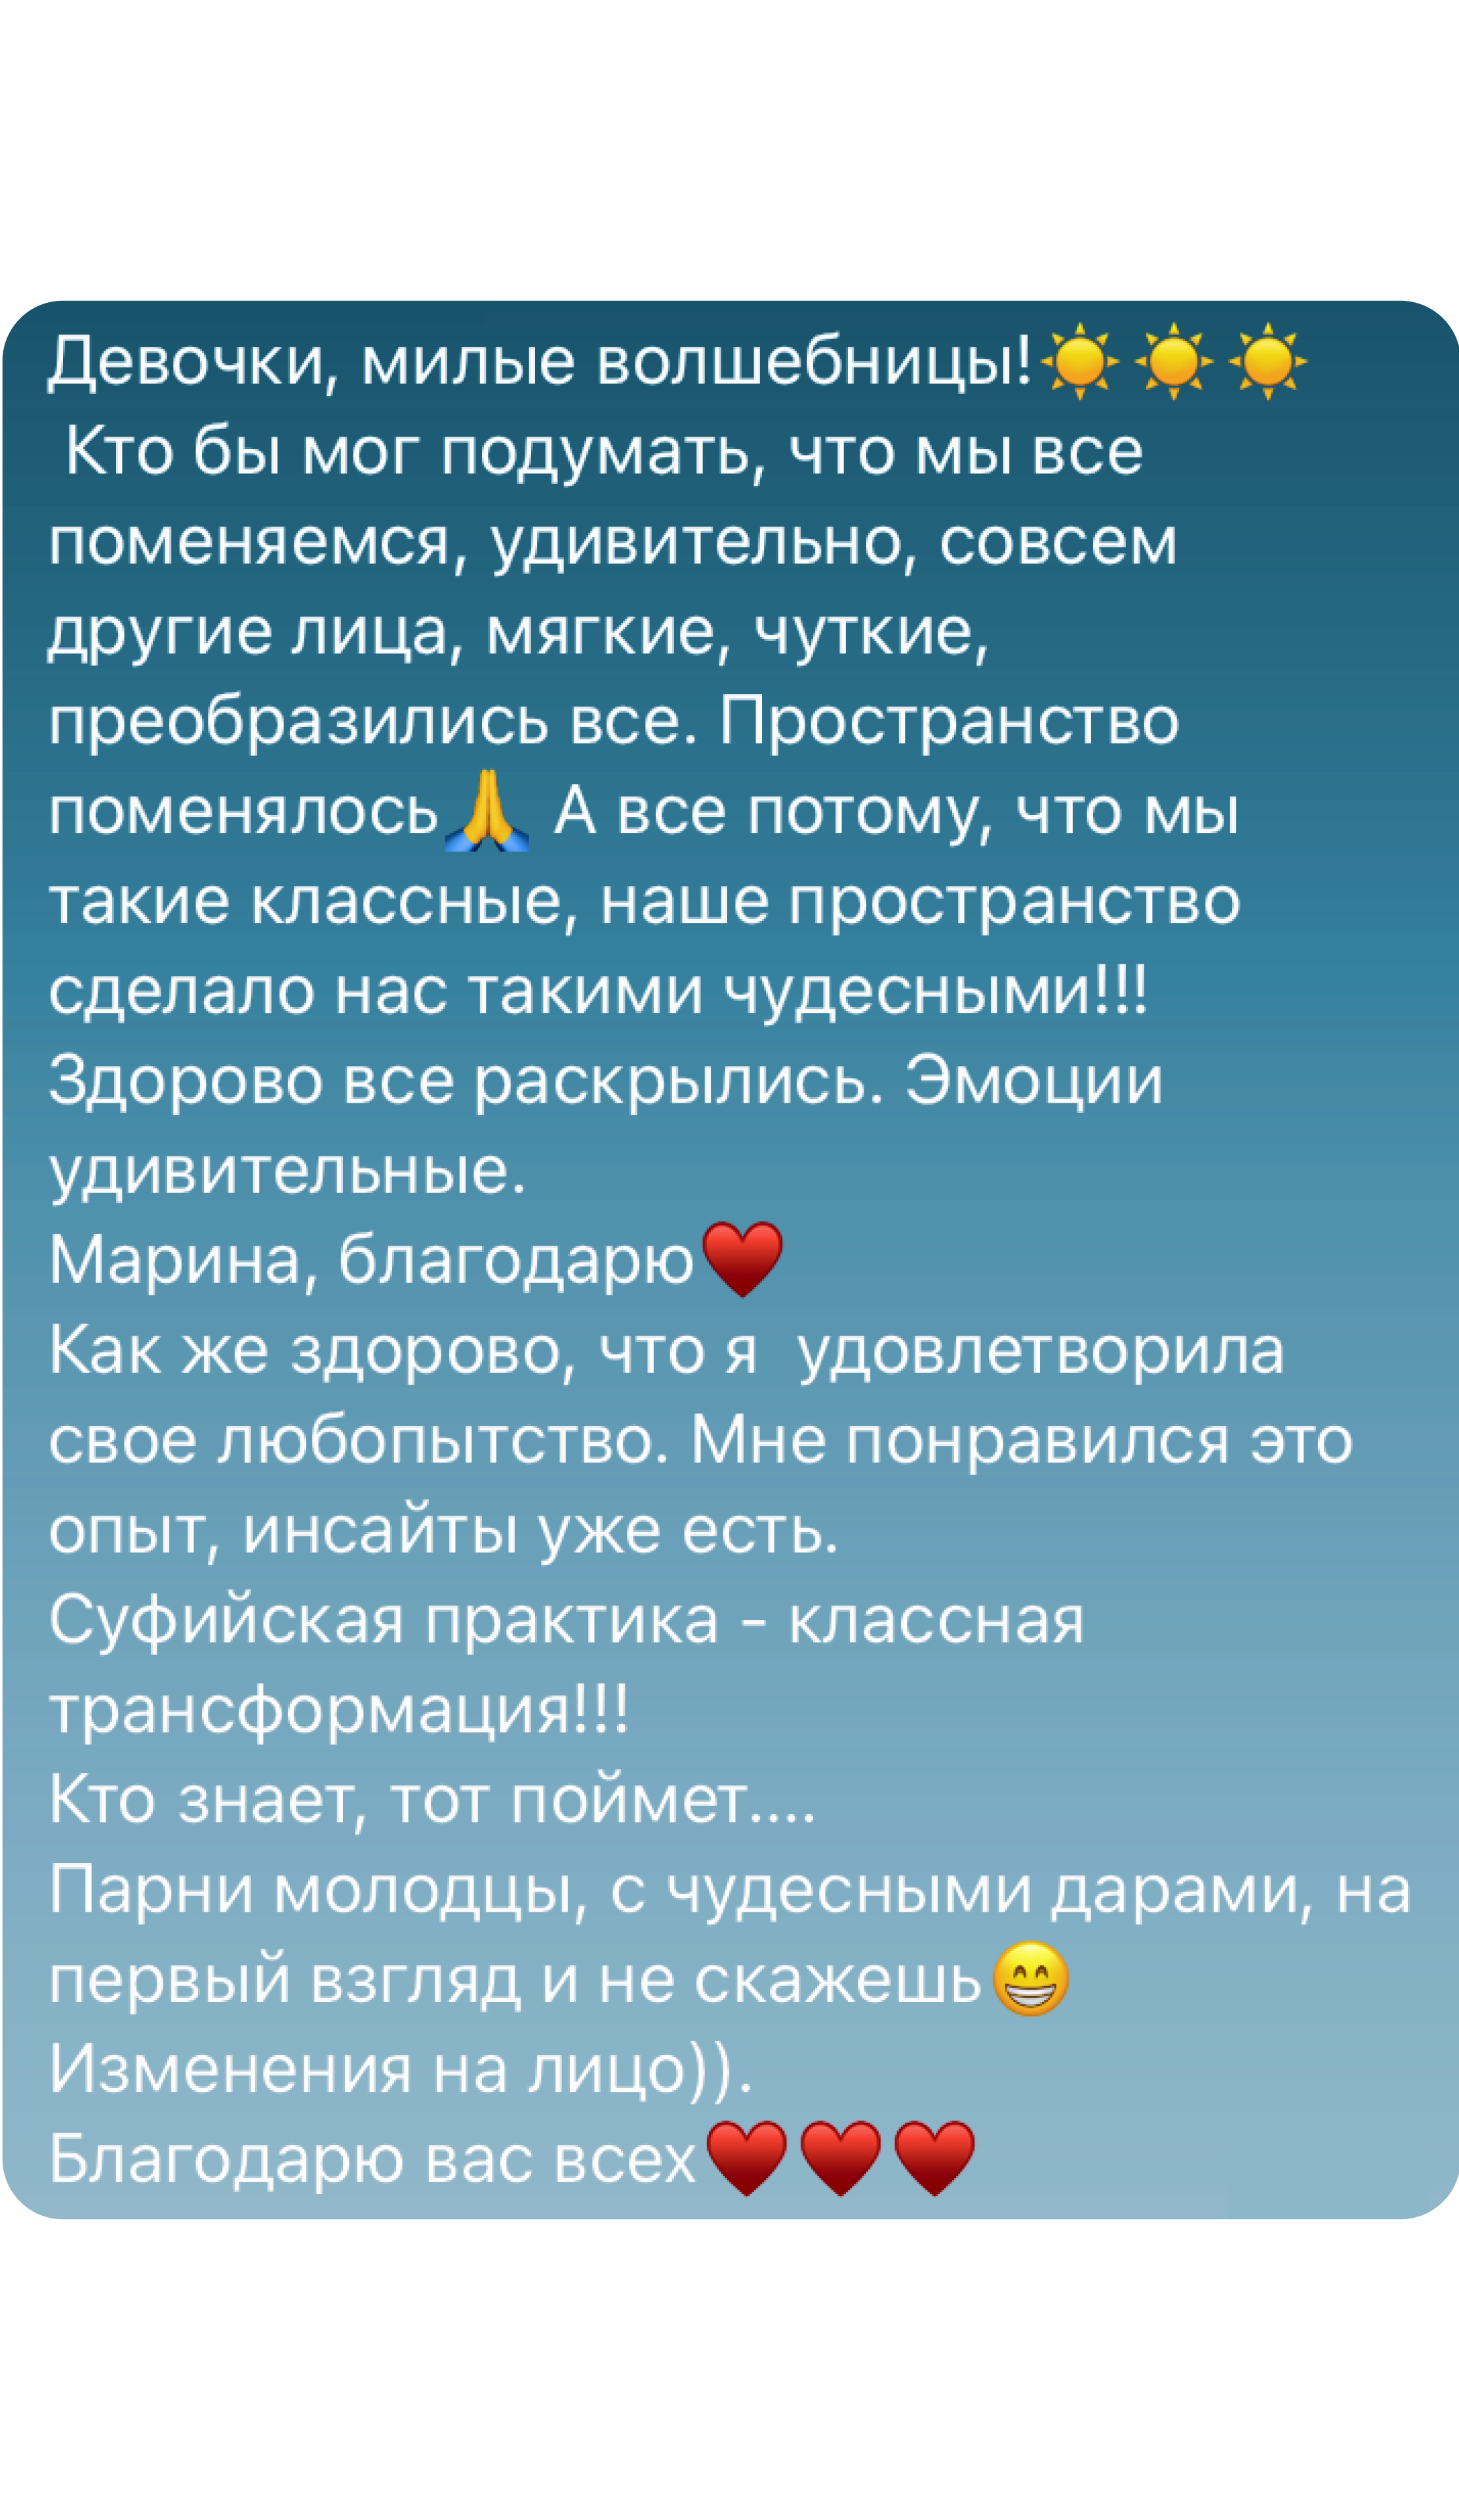 Девочки, милые волшебницы!☀️☀️☀️
Кто бы мог подумать, что мы все
поменяемся, удивительно, совсем
другие лица, мягкие, чуткие,
преобразились все. Пространство
поменялось🙏 А все потому, что мы
такие классные, наше пространство
сделало нас такими чудесными!!!
Здорово все раскрылись. Эмоции
удивительные.
Марина, благодарю♥️
Как же здорово, что я  удовлетворила
свое любопытство. Мне понравился это
опыт, инсайты уже есть.
Суфийская практика - классная
трансформация!!!
Кто знает, тот поймет....
Парни молодцы, с чудесными дарами, на
первый взгляд и не скажешь😁
Изменения на лицо)).
Благодарю вас всех♥️♥️♥️